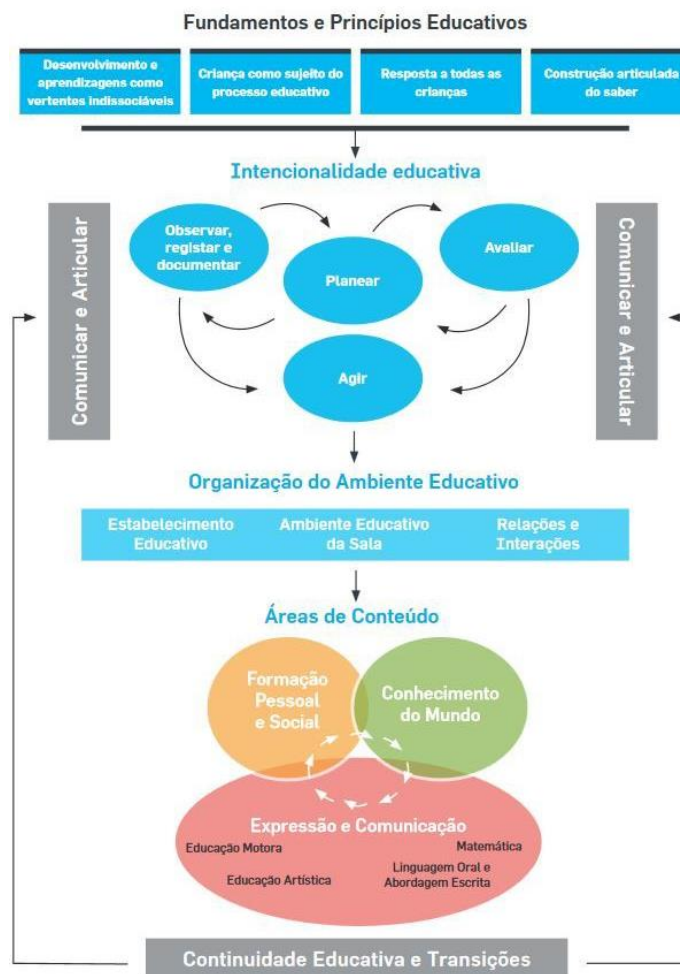 Fundamentos e Princípios Educativos
Desenvolvimento e
aprendizagens como
vertentes indissociáveis
Criança como sujeito do
processo educativo
Resposta a todas as
crianças
Construção articulada
do saber
Intencionalidade educativa
Comunicar e Articular
Observar,
registar e
documentar
Planear
Avaliar
Agir
Comunicar e Articular
Organização do Ambiente Educativo
Estabelecimento
Educativo
Ambiente Educativo
da Sala
Relações e
Interações
Áreas de Conteúdo
Formação
Pessoal
e Social
Conhecimento
do Mundo
Expressão e Comunicação
Educação Motora
Matemática
Educação Artística
Linguagem Oral e
Abordagem Escrita
Continuidade Educativa e Transições